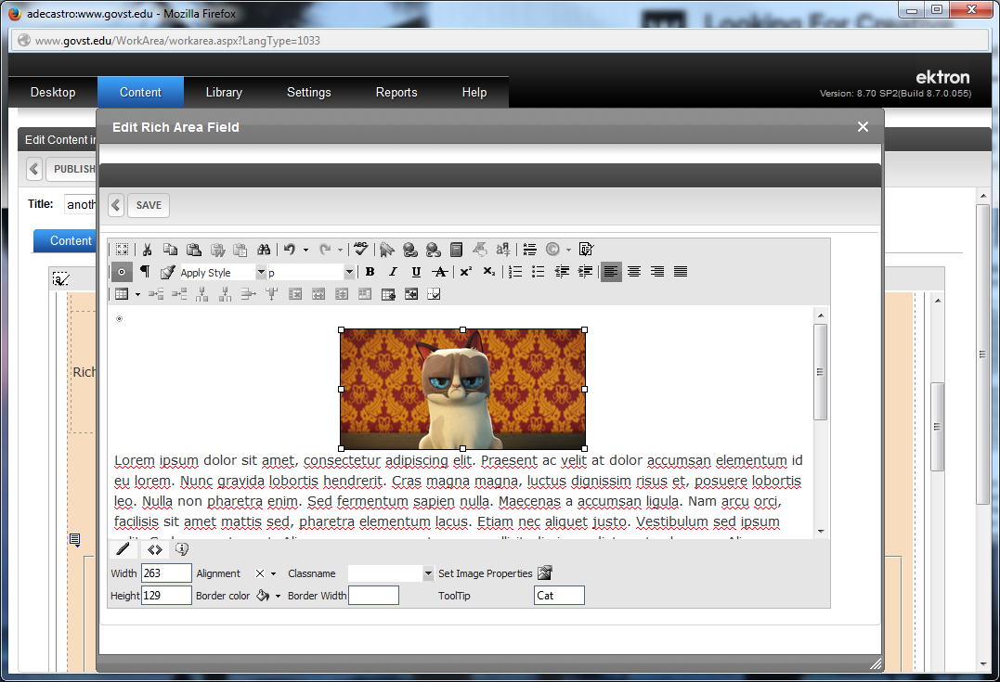 adecastro:www.govst.edu - Mozilla Firefox
Looking For Creative
www.govst.edu/WorkArea/workarea.aspx?LangType=1033
ektron
Version: 8.70 SP2(Build 8.7.0.055)
Desktop Content Library Settings Reports Help
Edit Rich Area Field
Edit Content in
PUBLISH
SAVE
Title: anoth
Content
ABC
Apply Style p B I U A x² x₂
Rich
Lorem ipsum dolor sit amet, consectetur adipiscing elit. Praesent ac velit at dolor accumsan elementum id
eu lorem. Nunc gravida lobortis hendrerit. Cras magna magna, luctus dignissim risus et, posuere lobortis
leo. Nulla non pharetra enim. Sed fermentum sapien nulla. Maecenas a accumsan ligula. Nam arcu orci,
facilisis sit amet mattis sed, pharetra elementum lacus. Etiam nec aliquet justo. Vestibulum sed ipsum
Width 263 Alignment Classname Set Image Properties
Height 129 Border color Border Width ToolTip Cat